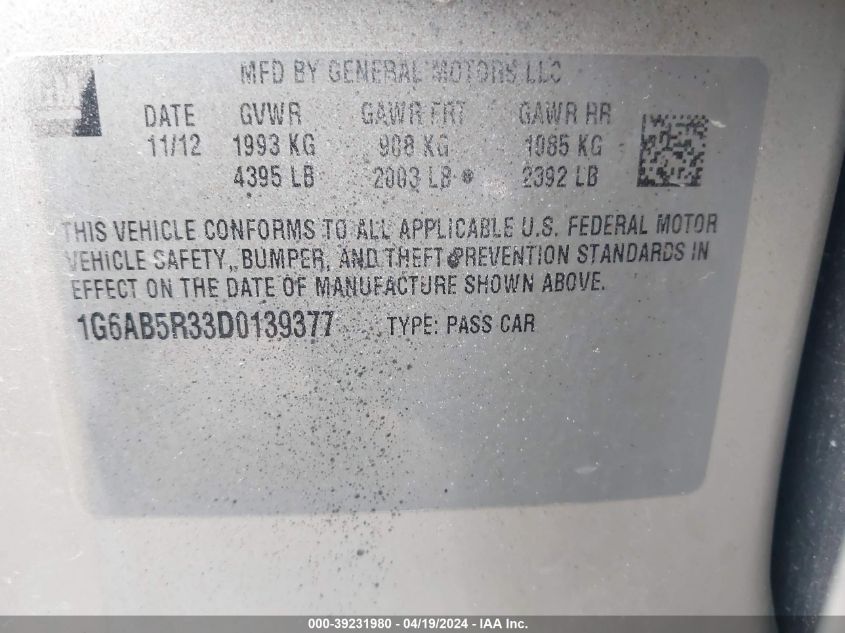 GM
MFD BY GENERAL MOTORS LLC
DATE GVWR GAWR FRT GAWR RR
11/12 1993 KG 908 KG 1085 KG
4395 LB 2003 LB 2392 LB
THIS VEHICLE CONFORMS TO ALL APPLICABLE U.S. FEDERAL MOTOR
VEHICLE SAFETY, BUMPER, AND THEFT PREVENTION STANDARDS IN
EFFECT ON THE DATE OF MANUFACTURE SHOWN ABOVE.
1G6AB5R33D0139377 TYPE: PASS CAR
000-39231980 - 04/19/2024 - IAA Inc.